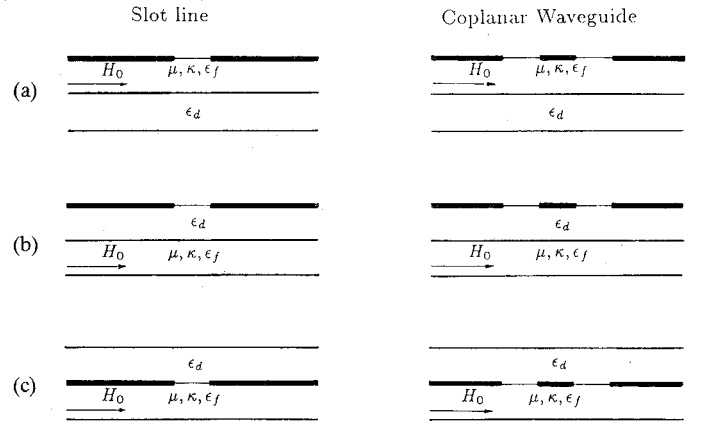 Slot line Coplanar Waveguide
(a)
H₀ μ, κ, ϵf H₀ μ, κ, ϵf
ϵd ϵd
(b)
ϵd ϵd
H₀ μ, κ, ϵf H₀ μ, κ, ϵf
(c)
ϵd ϵd
H₀ μ, κ, ϵf H₀ μ, κ, ϵf